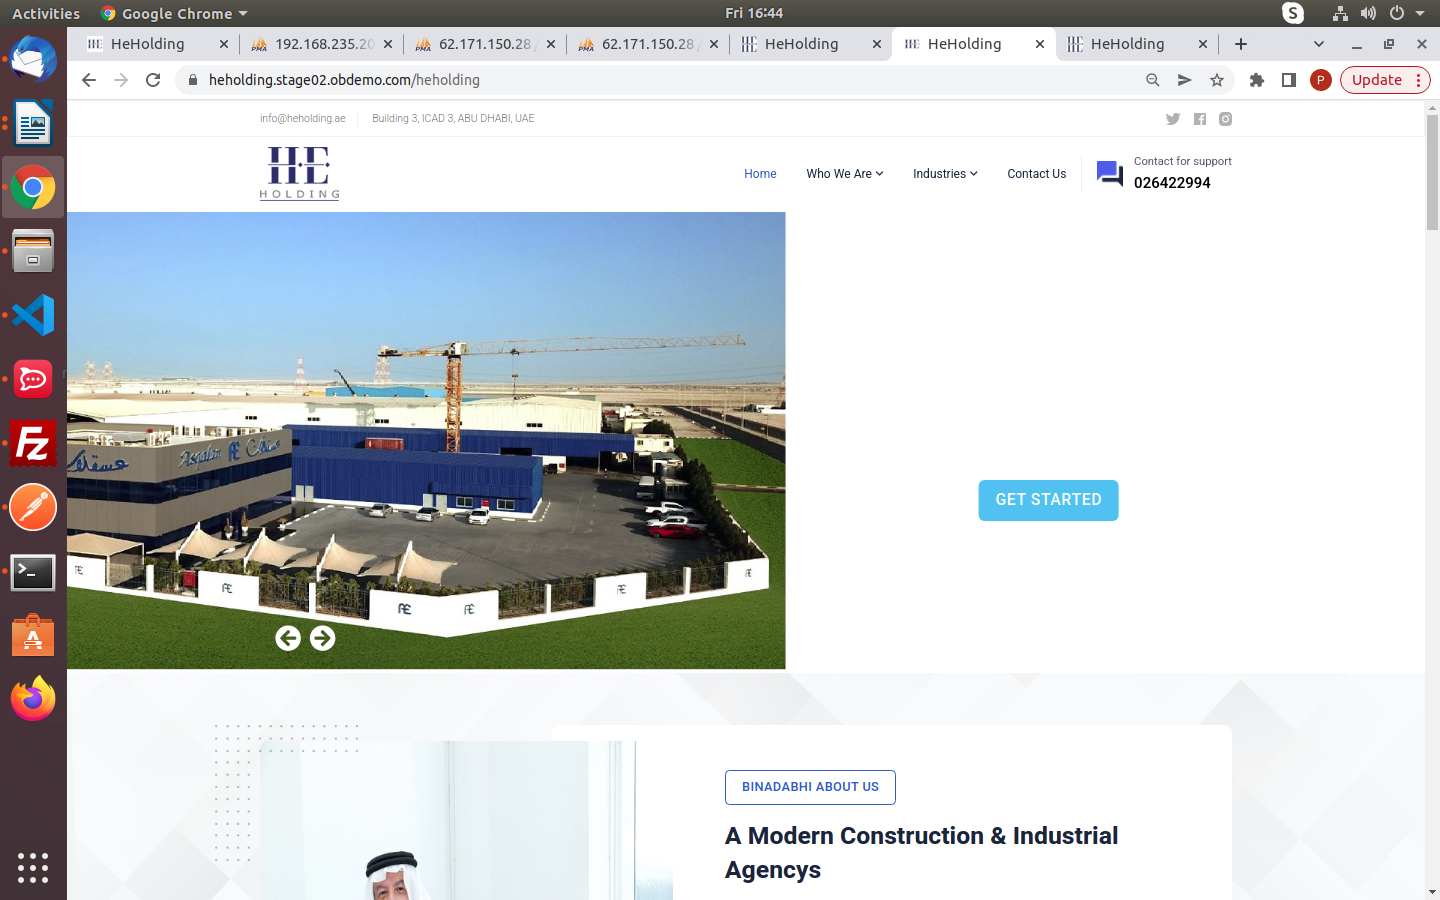 Activities
Google Chrome
Fri 16:44
HeHolding
192.168.235.20
62.171.150.28 /
62.171.150.28 /
HeHolding
HeHolding
HeHolding
heholding.stage02.obdemo.com/heholding
P
Update
info@heholding.ae
Building 3, ICAD 3, ABU DHABI, UAE
H·E
HOLDING
Home
Who We Are
Industries
Contact Us
Contact for support
026422994
Asqalan
GET STARTED
BINADABHI ABOUT US
A Modern Construction & Industrial
Agencys